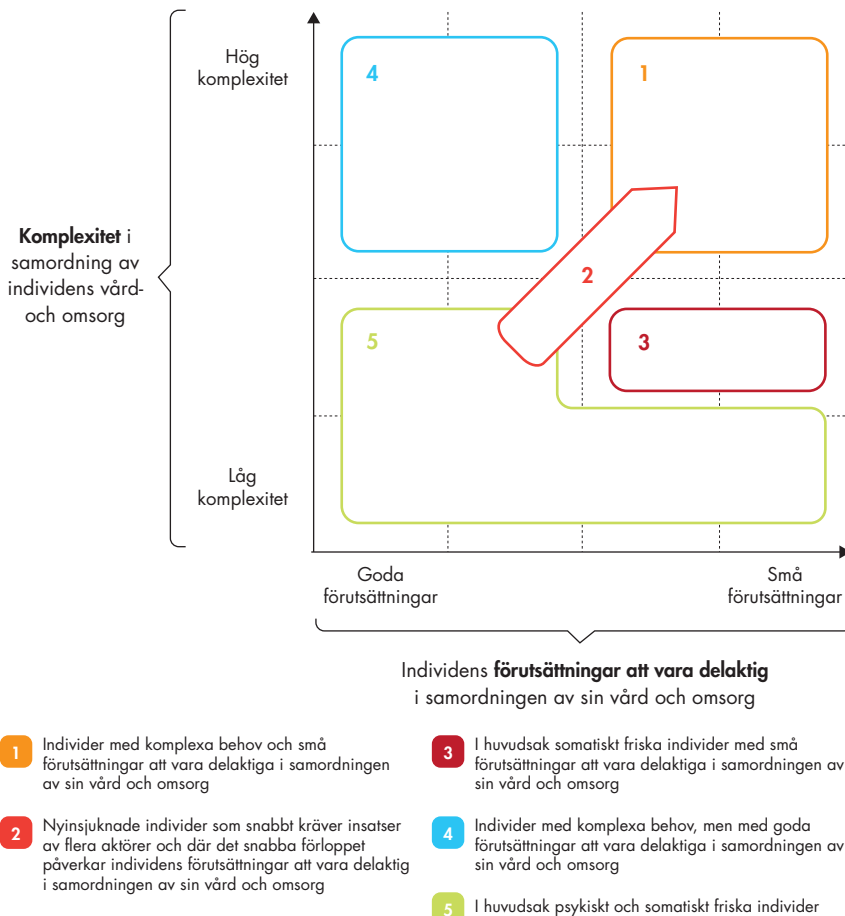 Hög
komplexitet
4
1
Komplexitet i
samordning av
individens vård-
och omsorg
2
5
3
Låg
komplexitet
Goda
förutsättningar
Små
förutsättningar
Individens förutsättningar att vara delaktig
i samordningen av sin vård och omsorg
1
Individer med komplexa behov och små
förutsättningar att vara delaktiga i samordningen
av sin vård och omsorg
2
Nyinsjuknade individer som snabbt kräver insatser
av flera aktörer och där det snabba förloppet
påverkar individens förutsättningar att vara delaktig
i samordningen av sin vård och omsorg
3
I huvudsak somatiskt friska individer med små
förutsättningar att vara delaktiga i samordningen av
sin vård och omsorg
4
Individer med komplexa behov, men med goda
förutsättningar att vara delaktiga i samordningen av
sin vård och omsorg
5
I huvudsak psykiskt och somatiskt friska individer